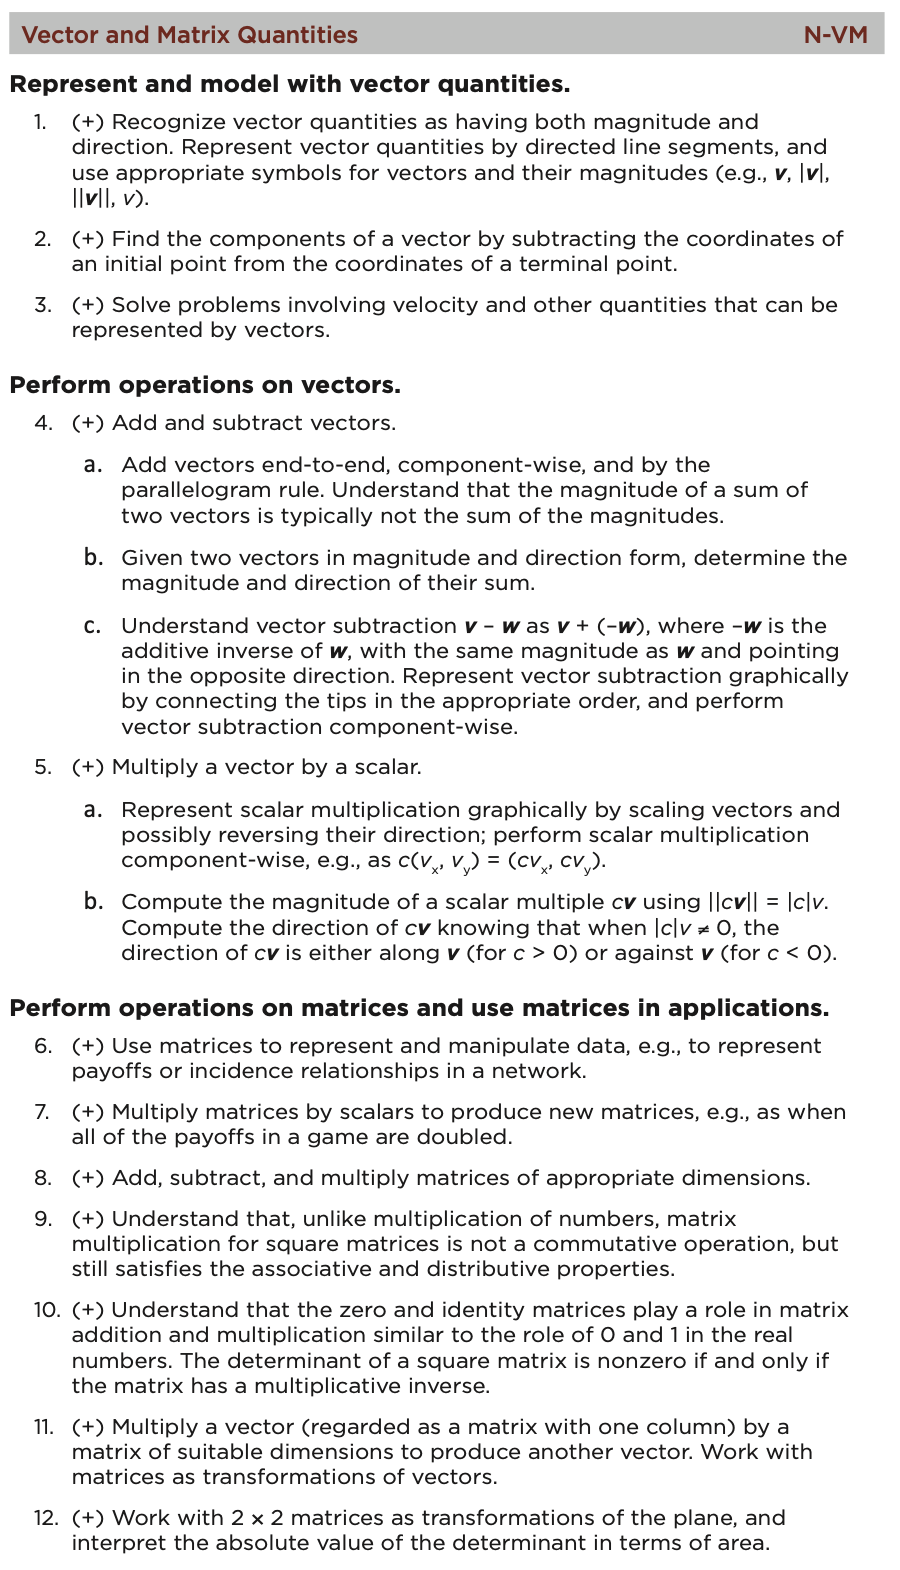 Vector and Matrix Quantities N-VM
Represent and model with vector quantities.
1. (+) Recognize vector quantities as having both magnitude and
direction. Represent vector quantities by directed line segments, and
use appropriate symbols for vectors and their magnitudes (e.g., v, |v|,
||v||, v).
2. (+) Find the components of a vector by subtracting the coordinates of
an initial point from the coordinates of a terminal point.
3. (+) Solve problems involving velocity and other quantities that can be
represented by vectors.
Perform operations on vectors.
4. (+) Add and subtract vectors.
a. Add vectors end-to-end, component-wise, and by the
parallelogram rule. Understand that the magnitude of a sum of
two vectors is typically not the sum of the magnitudes.
b. Given two vectors in magnitude and direction form, determine the
magnitude and direction of their sum.
c. Understand vector subtraction v – w as v + (–w), where –w is the
additive inverse of w, with the same magnitude as w and pointing
in the opposite direction. Represent vector subtraction graphically
by connecting the tips in the appropriate order, and perform
vector subtraction component-wise.
5. (+) Multiply a vector by a scalar.
a. Represent scalar multiplication graphically by scaling vectors and
possibly reversing their direction; perform scalar multiplication
component-wise, e.g., as c(vₓ, v_y) = (cvₓ, cv_y).
b. Compute the magnitude of a scalar multiple cv using ||cv|| = |c|v.
Compute the direction of cv knowing that when |c|v ≠ 0, the
direction of cv is either along v (for c > 0) or against v (for c < 0).
Perform operations on matrices and use matrices in applications.
6. (+) Use matrices to represent and manipulate data, e.g., to represent
payoffs or incidence relationships in a network.
7. (+) Multiply matrices by scalars to produce new matrices, e.g., as when
all of the payoffs in a game are doubled.
8. (+) Add, subtract, and multiply matrices of appropriate dimensions.
9. (+) Understand that, unlike multiplication of numbers, matrix
multiplication for square matrices is not a commutative operation, but
still satisfies the associative and distributive properties.
10. (+) Understand that the zero and identity matrices play a role in matrix
addition and multiplication similar to the role of 0 and 1 in the real
numbers. The determinant of a square matrix is nonzero if and only if
the matrix has a multiplicative inverse.
11. (+) Multiply a vector (regarded as a matrix with one column) by a
matrix of suitable dimensions to produce another vector. Work with
matrices as transformations of vectors.
12. (+) Work with 2 × 2 matrices as transformations of the plane, and
interpret the absolute value of the determinant in terms of area.